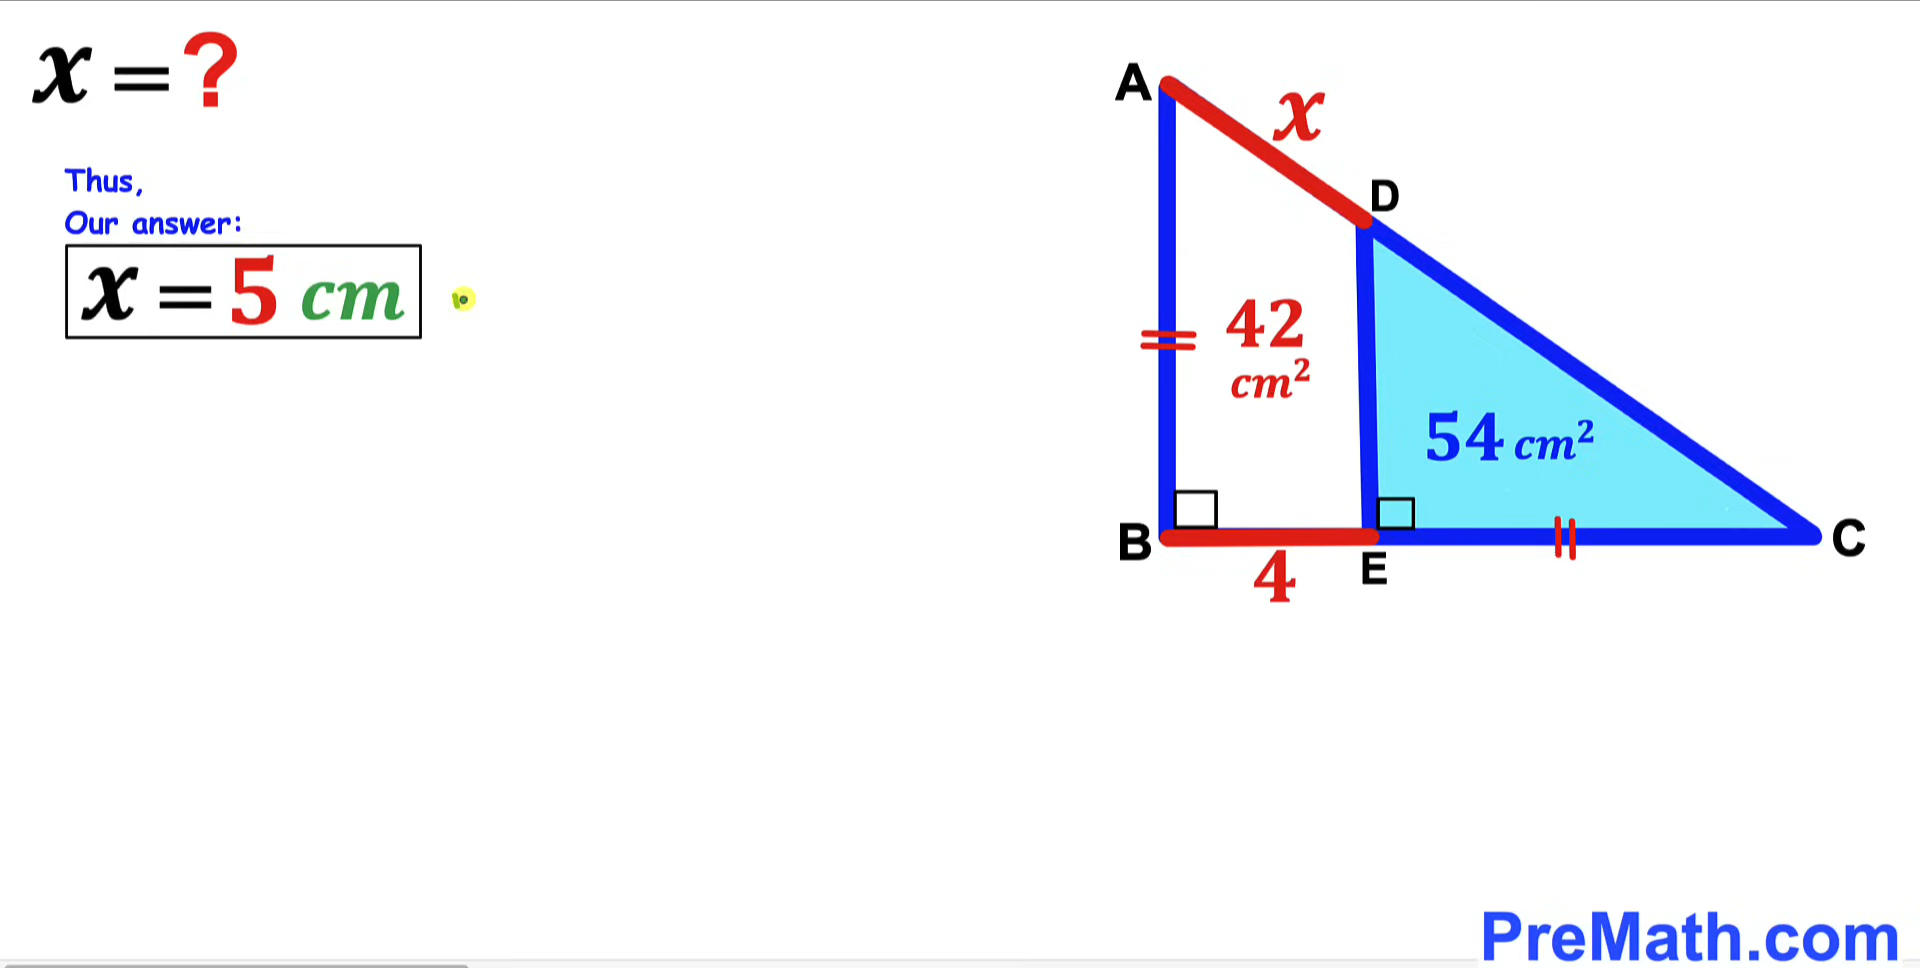 x = ?
Thus,
Our answer:
x = 5 cm
A
x
D
42
cm²
54 cm²
B
4
E
C
PreMath.com